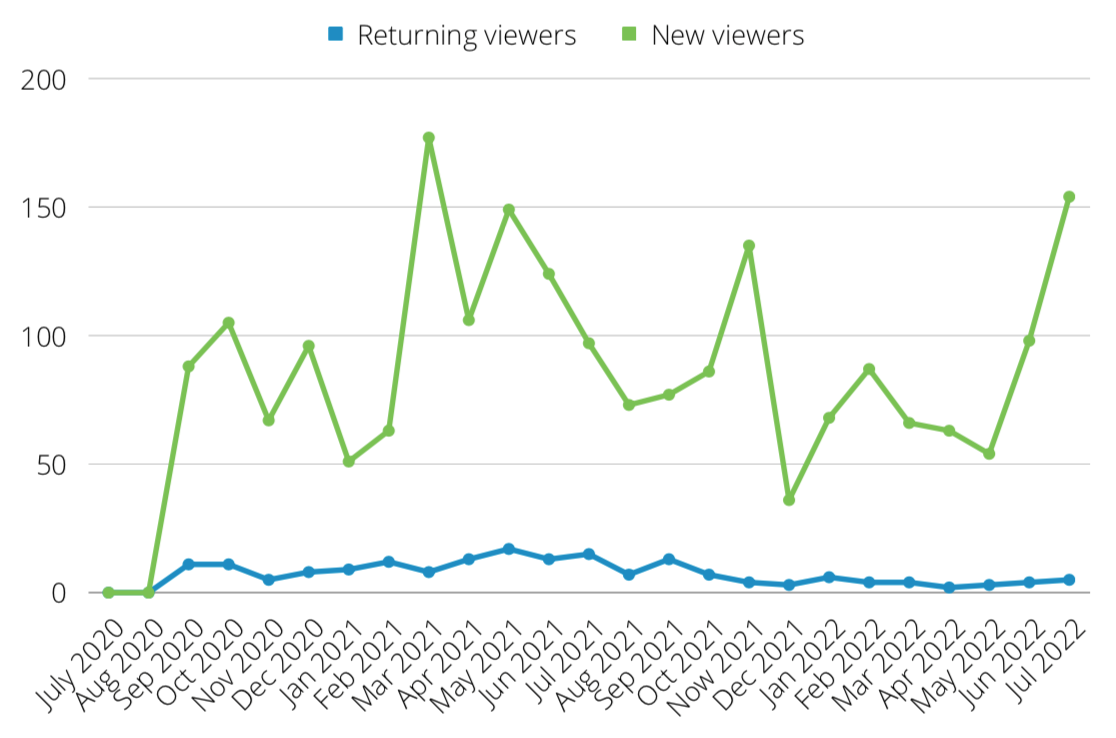 Returning viewers
New viewers
200
150
100
50
0
July 2020
Aug 2020
Sep 2020
Oct 2020
Nov 2020
Dec 2020
Jan 2021
Feb 2021
Mar 2021
Apr 2021
May 2021
Jun 2021
Jul 2021
Aug 2021
Sep 2021
Oct 2021
Now 2021
Dec 2021
Jan 2022
Feb 2022
Mar 2022
Apr 2022
May 2022
Jun 2022
Jul 2022